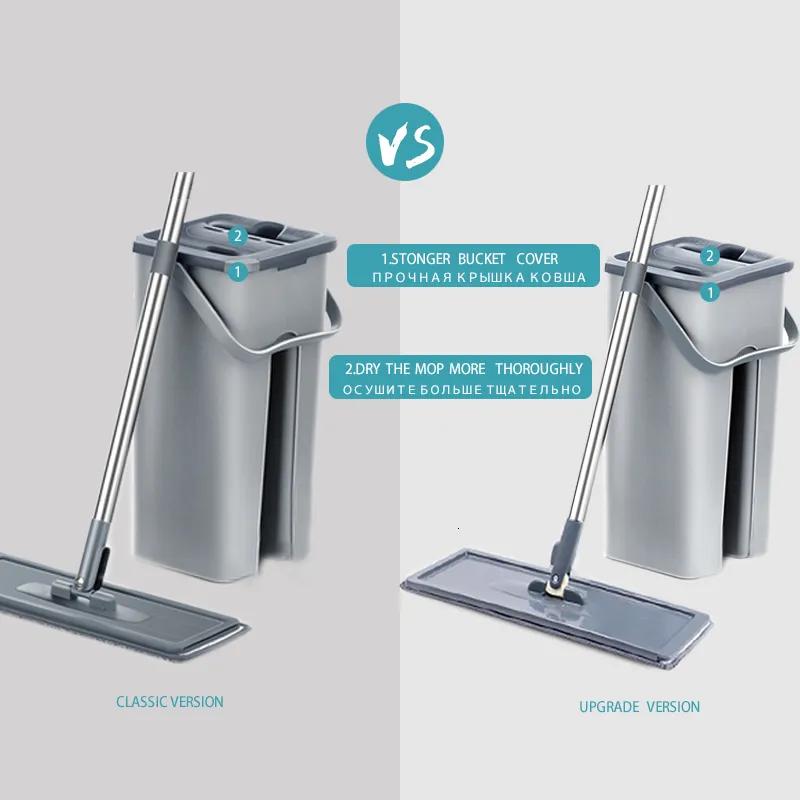 VS
2
1
1.STONGER BUCKET COVER
ПРОЧНАЯ КРЫШКА КОВША
2
1
2.DRY THE MOP MORE THOROUGHLY
ОСУШИТЕ БОЛЬШЕ ТЩАТЕЛЬНО
CLASSIC VERSION
UPGRADE VERSION